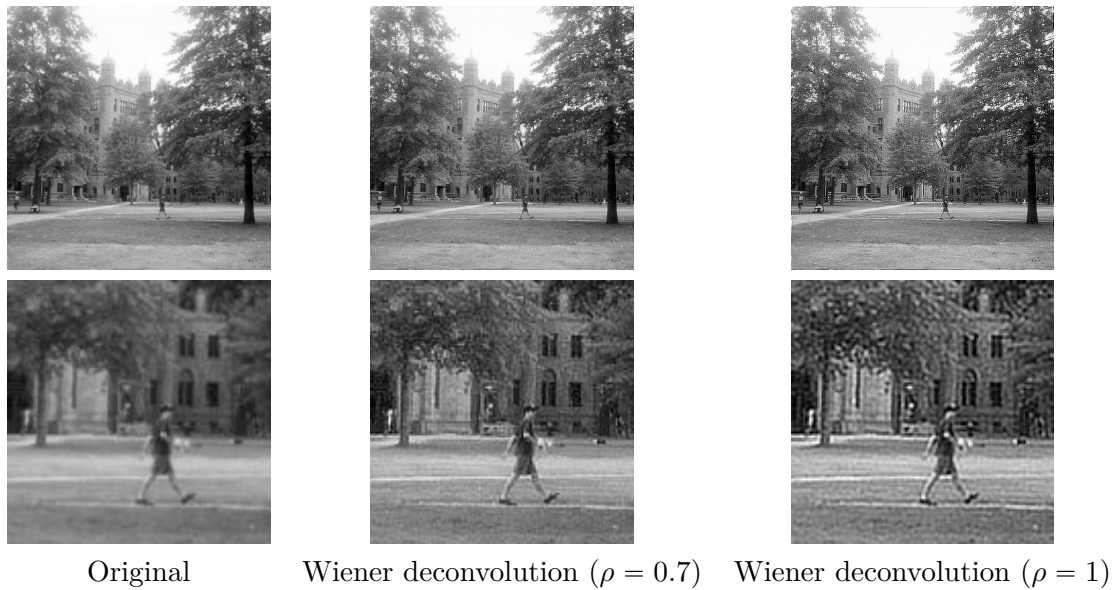 Original
Wiener deconvolution (ρ = 0.7)
Wiener deconvolution (ρ = 1)